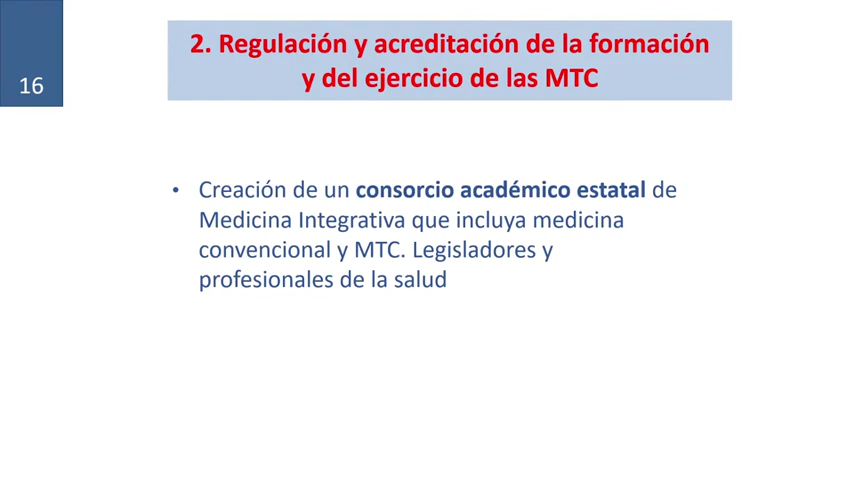 16
2. Regulación y acreditación de la formación
y del ejercicio de las MTC
• Creación de un consorcio académico estatal de
Medicina Integrativa que incluya medicina
convencional y MTC. Legisladores y
profesionales de la salud